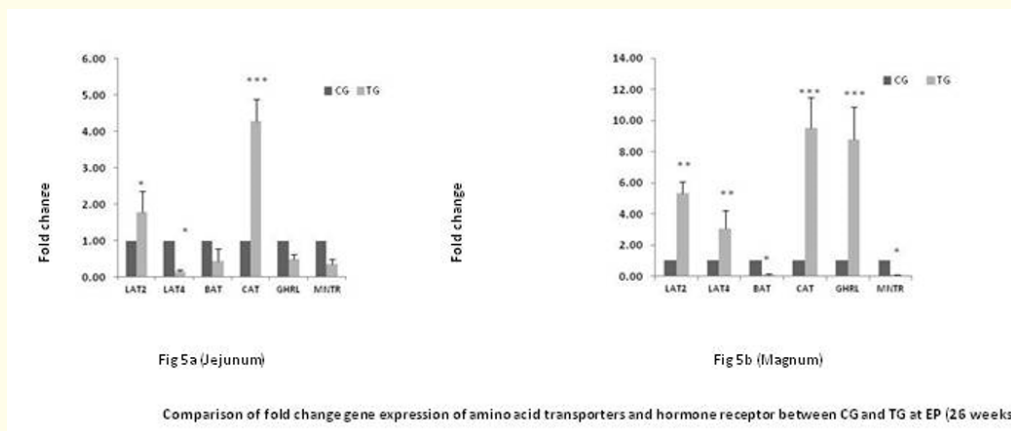 6.00
5.00
4.00
3.00
2.00
1.00
0.00
Fold change
CG TG
*
*
***
LAT2 LAT4 BAT CAT GHRL MNTR
Fig 5a (Jejunum)
14.00
12.00
10.00
8.00
6.00
4.00
2.00
0.00
Fold change
CG TG
**
**
*
***
***
*
LAT2 LAT4 BAT CAT GHRL MNTR
Fig 5b (Magnum)
Comparison of fold change gene expression of amino acid transporters and hormone receptor between CG and TG at EP (26 weeks